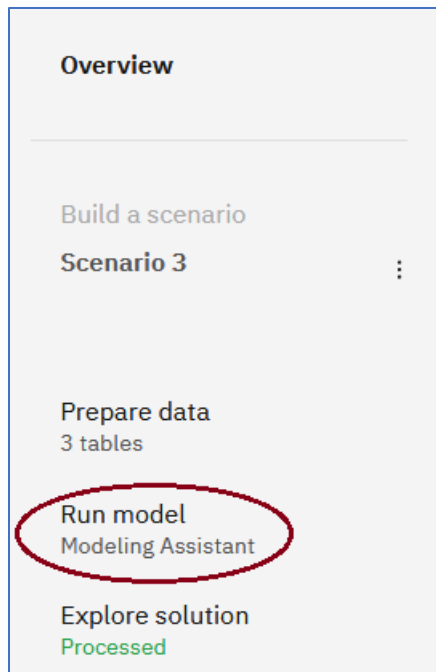 Overview
Build a scenario
Scenario 3
Prepare data
3 tables
Run model
Modeling Assistant
Explore solution
Processed